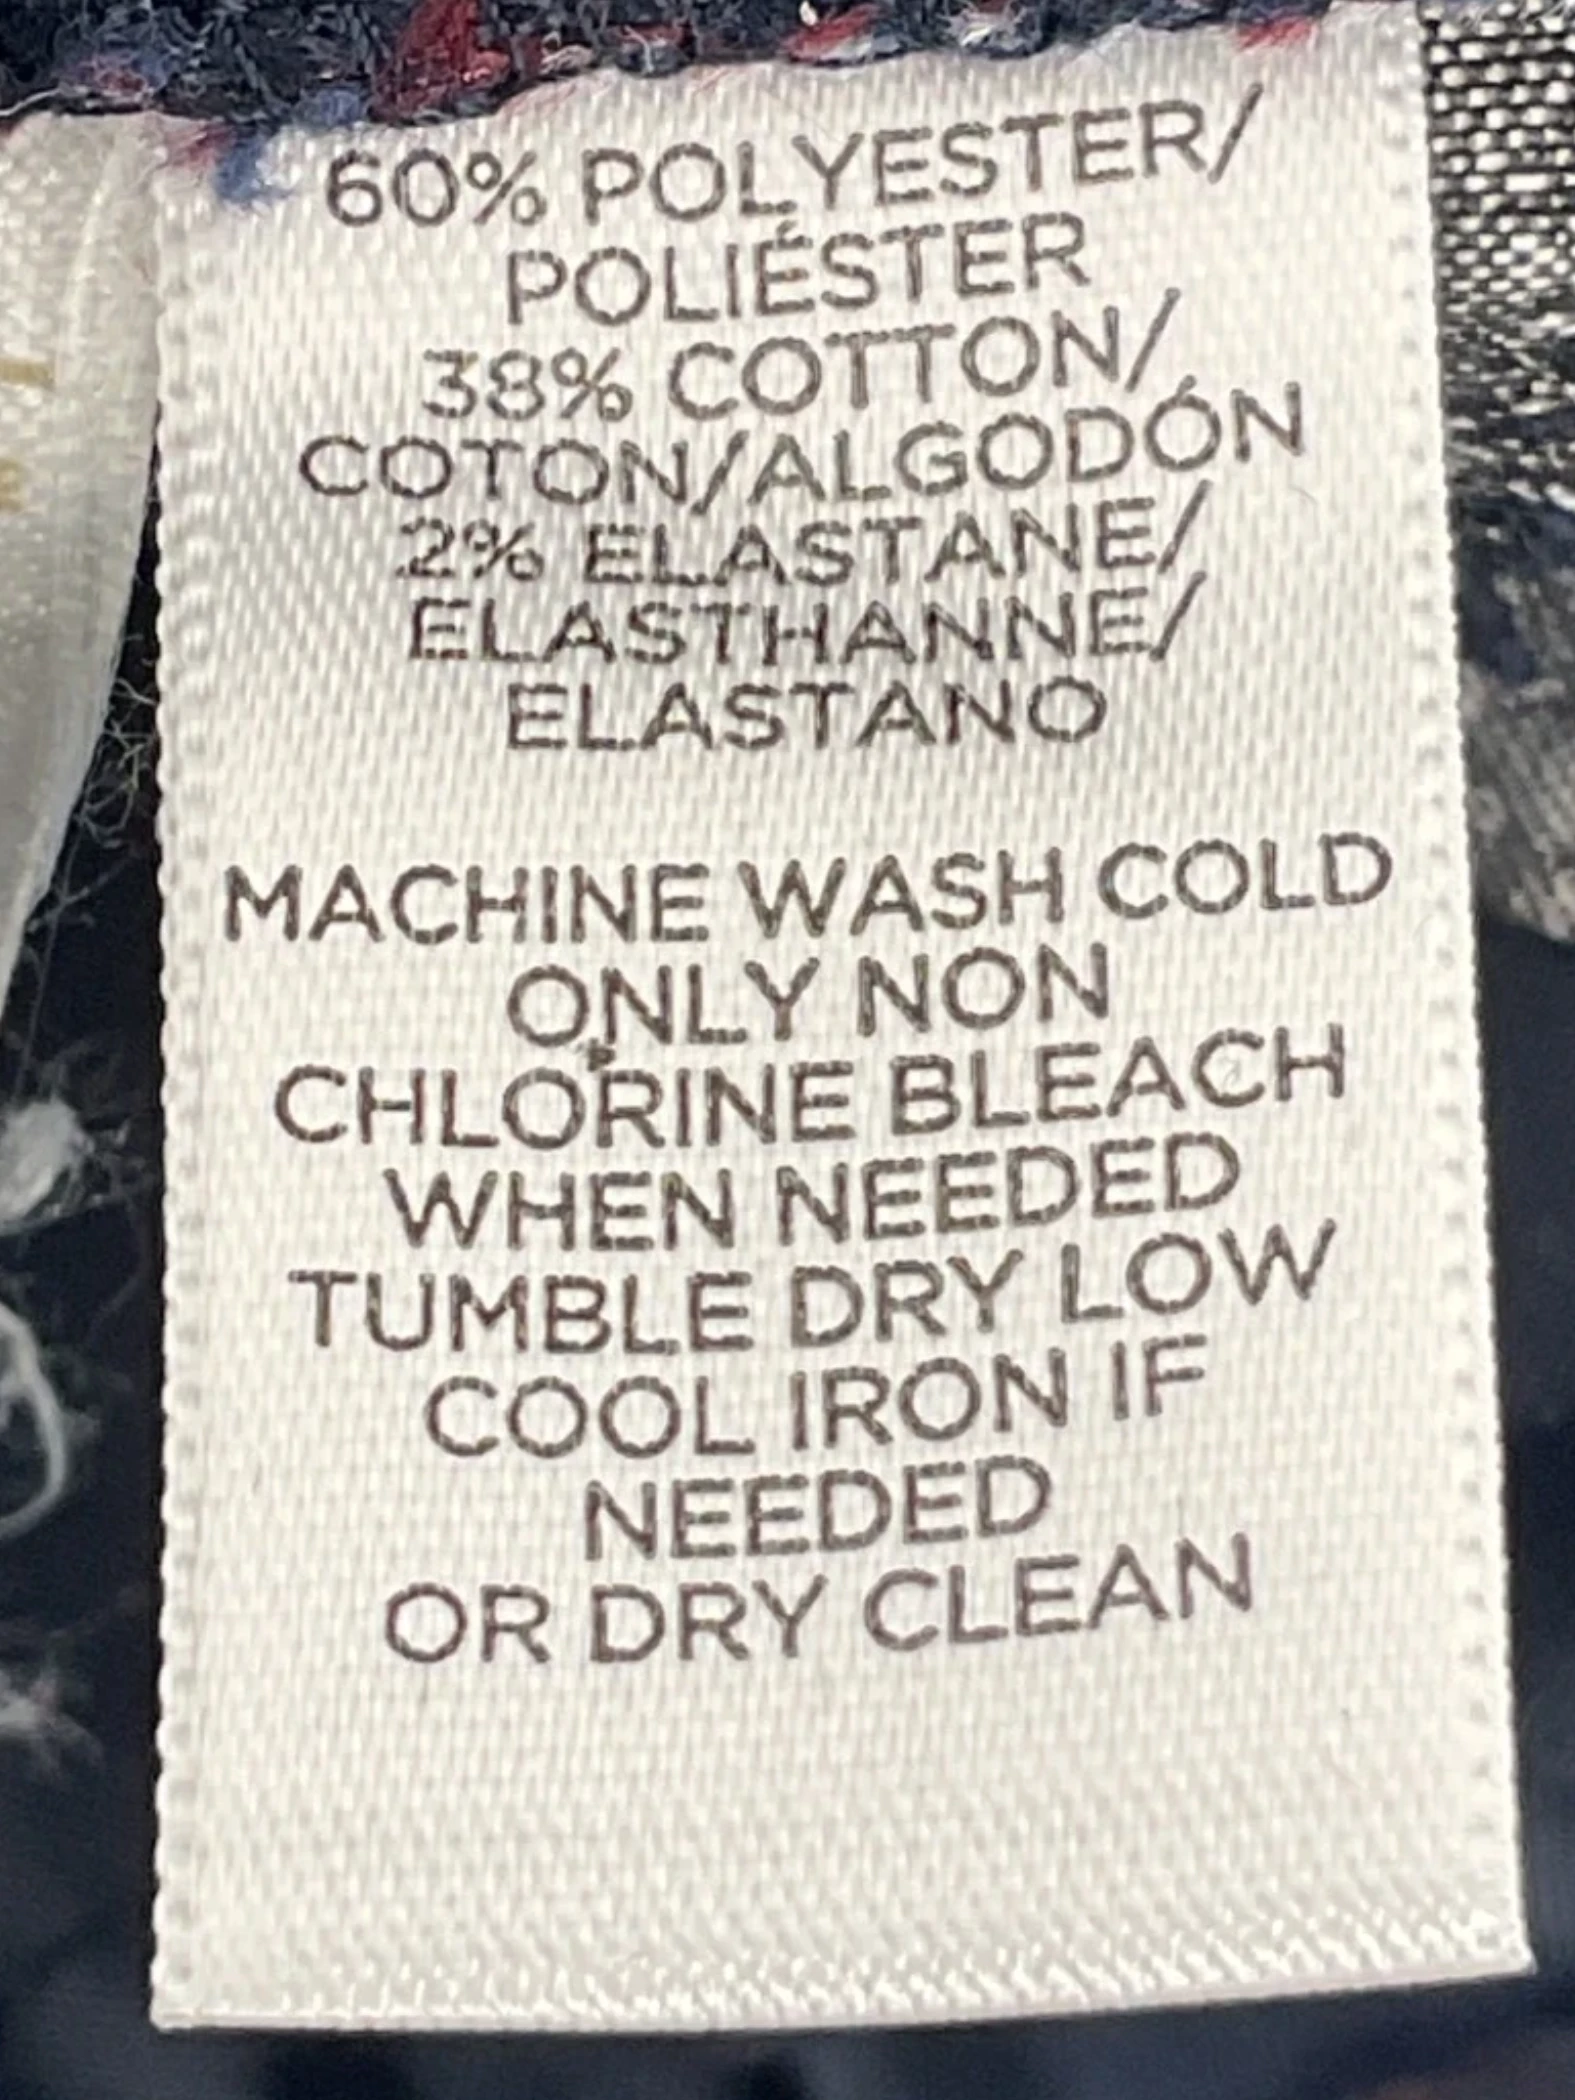 60% POLYESTER/
POLIÉSTER
38% COTTON/
COTON/ALGODÓN
2% ELASTANE/
ELASTHANNE/
ELASTANO
MACHINE WASH COLD
ONLY NON
CHLORINE BLEACH
WHEN NEEDED
TUMBLE DRY LOW
COOL IRON IF
NEEDED
OR DRY CLEAN